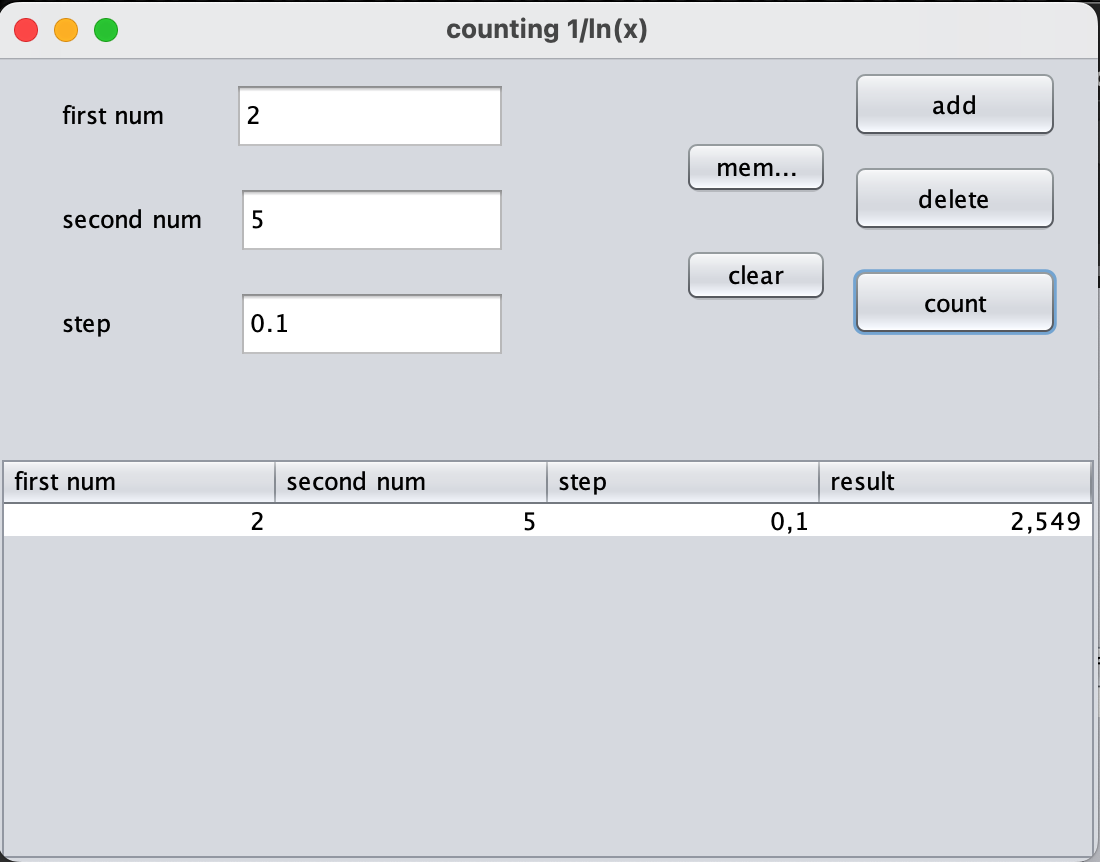 counting 1/ln(x)
first num
2
add
mem...
delete
second num
5
clear
count
step
0.1
first num second num step result
2 5 0,1 2,549